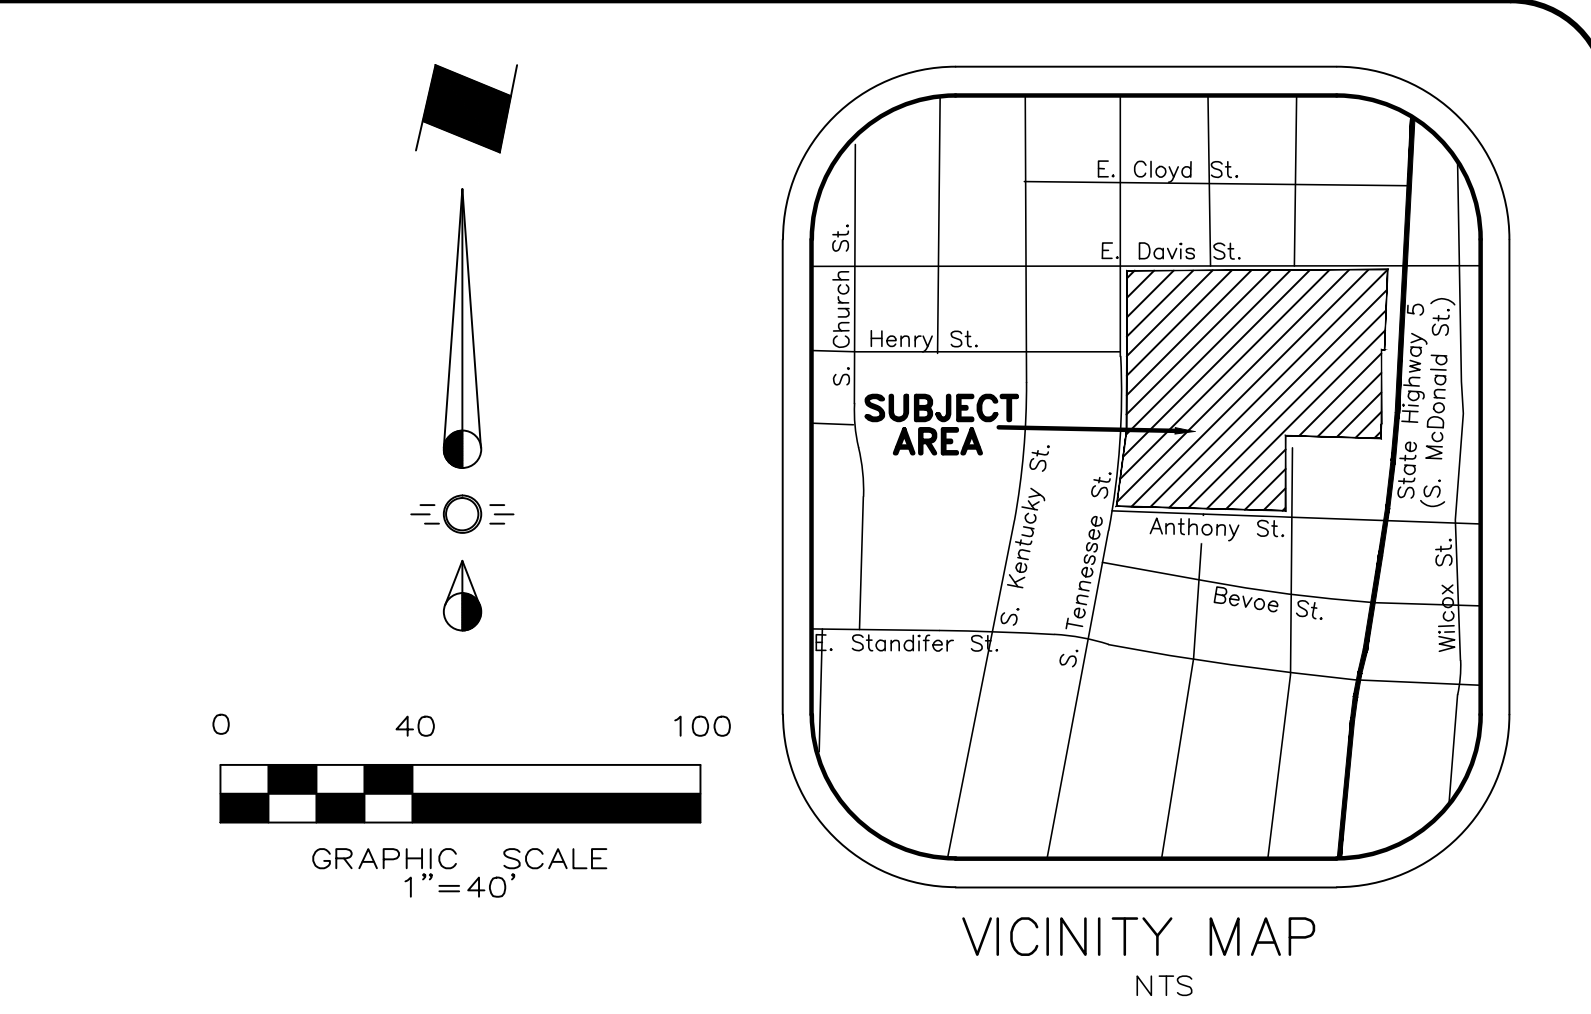 E. Cloyd St.
E. Davis St.
S. Church St.
Henry St.
SUBJECT
AREA
State Highway 5
(S. McDonald St.)
S. Kentucky St.
S. Tennessee St.
Anthony St.
Bevoe St.
Wilcox St.
E. Standifer St.
0 40 100
GRAPHIC SCALE
1"=40'
VICINITY MAP
NTS